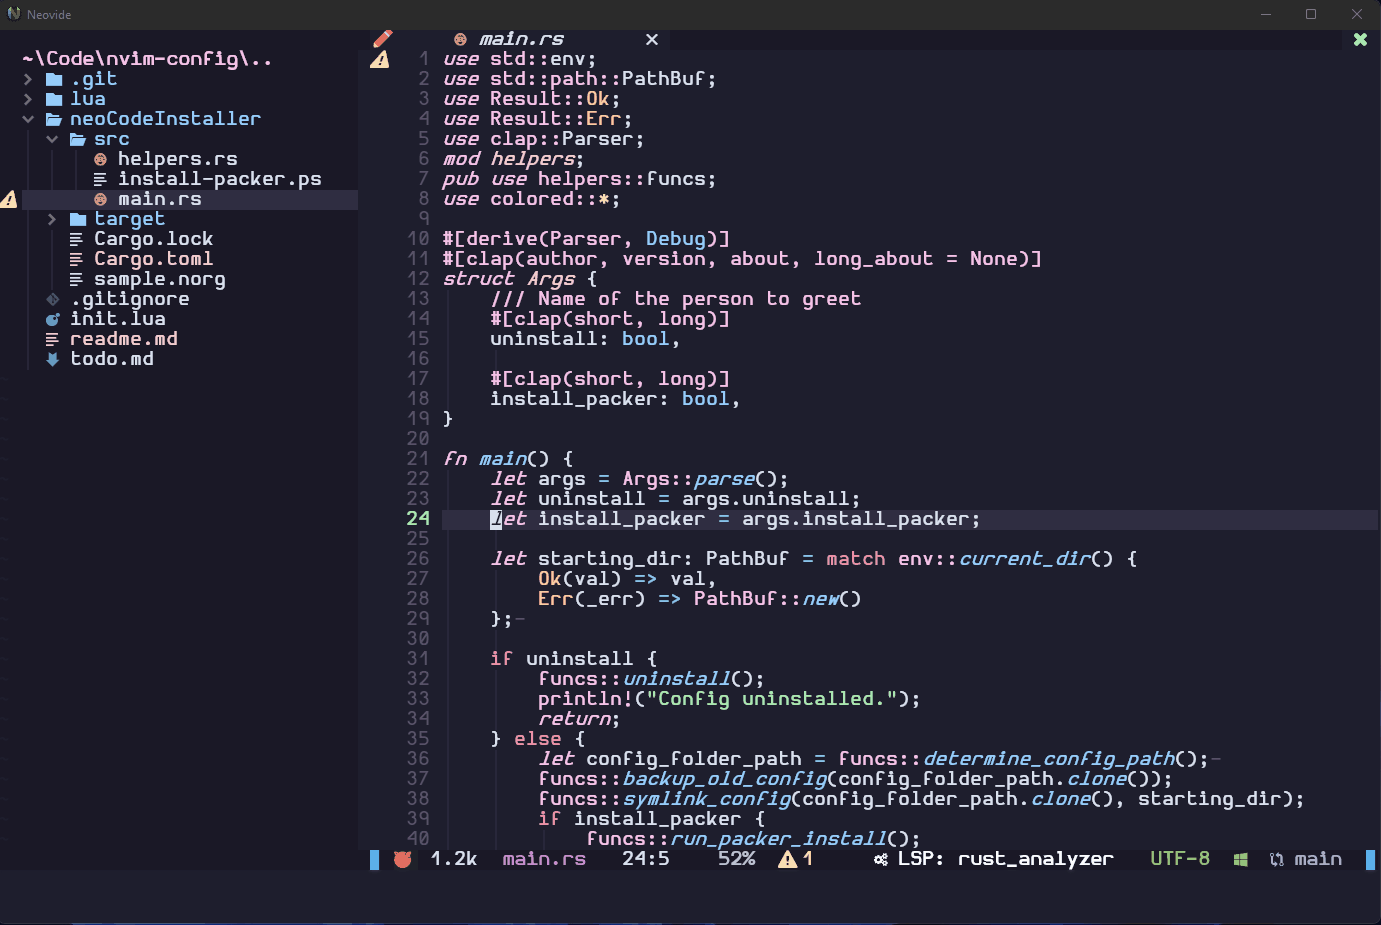 Neovide
~\Code\nvim-config\..
.git
lua
neoCodeInstaller
src
helpers.rs
install-packer.ps
main.rs
target
Cargo.lock
Cargo.toml
sample.norg
.gitignore
init.lua
readme.md
todo.md
main.rs
1 use std::env;
2 use std::path::PathBuf;
3 use Result::Ok;
4 use Result::Err;
5 use clap::Parser;
6 mod helpers;
7 pub use helpers::funcs;
8 use colored::*;
9
10 #[derive(Parser, Debug)]
11 #[clap(author, version, about, long_about = None)]
12 struct Args {
13     /// Name of the person to greet
14     #[clap(short, long)]
15     uninstall: bool,
16
17     #[clap(short, long)]
18     install_packer: bool,
19 }
20
21 fn main() {
22     let args = Args::parse();
23     let uninstall = args.uninstall;
24     let install_packer = args.install_packer;
25
26     let starting_dir: PathBuf = match env::current_dir() {
27         Ok(val) => val,
28         Err(_err) => PathBuf::new()
29     };-
30
31     if uninstall {
32         funcs::uninstall();
33         println!("Config uninstalled.");
34         return;
35     } else {
36         let config_folder_path = funcs::determine_config_path();-
37         funcs::backup_old_config(config_folder_path.clone());
38         funcs::symlink_config(config_folder_path.clone(), starting_dir);
39         if install_packer {
40             funcs::run_packer_install();
1.2k main.rs 24:5 52% 1 LSP: rust_analyzer UTF-8 main